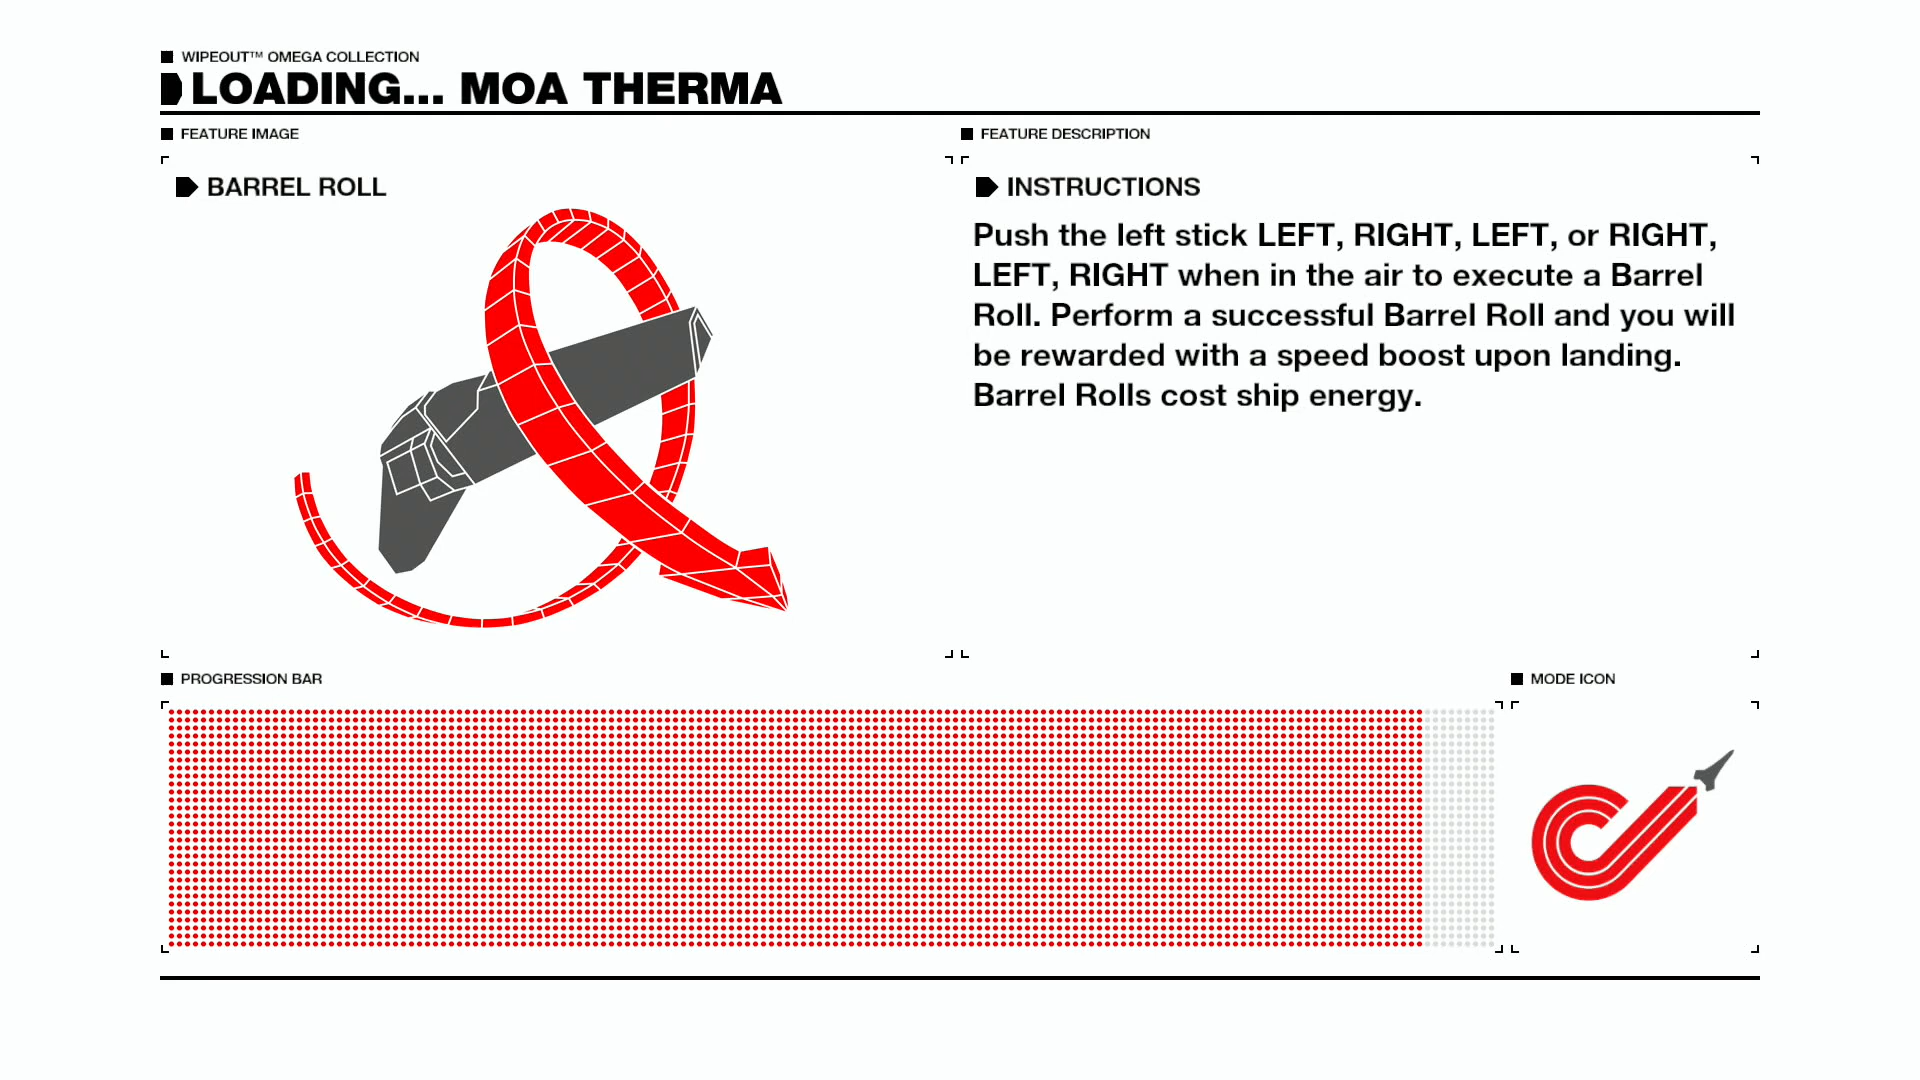 WIPEOUT™ OMEGA COLLECTION
LOADING... MOA THERMA
FEATURE IMAGE
BARREL ROLL
FEATURE DESCRIPTION
INSTRUCTIONS
Push the left stick LEFT, RIGHT, LEFT, or RIGHT,
LEFT, RIGHT when in the air to execute a Barrel
Roll. Perform a successful Barrel Roll and you will
be rewarded with a speed boost upon landing.
Barrel Rolls cost ship energy.
PROGRESSION BAR
MODE ICON